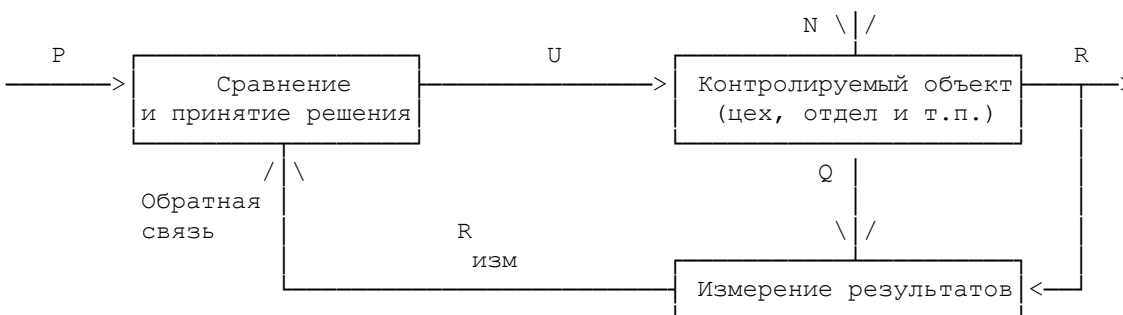 N
P
U
R
Сравнение
и принятие решения
Контролируемый объект
(цех, отдел и т.п.)
Q
Обратная
связь
R
изм
Измерение результатов